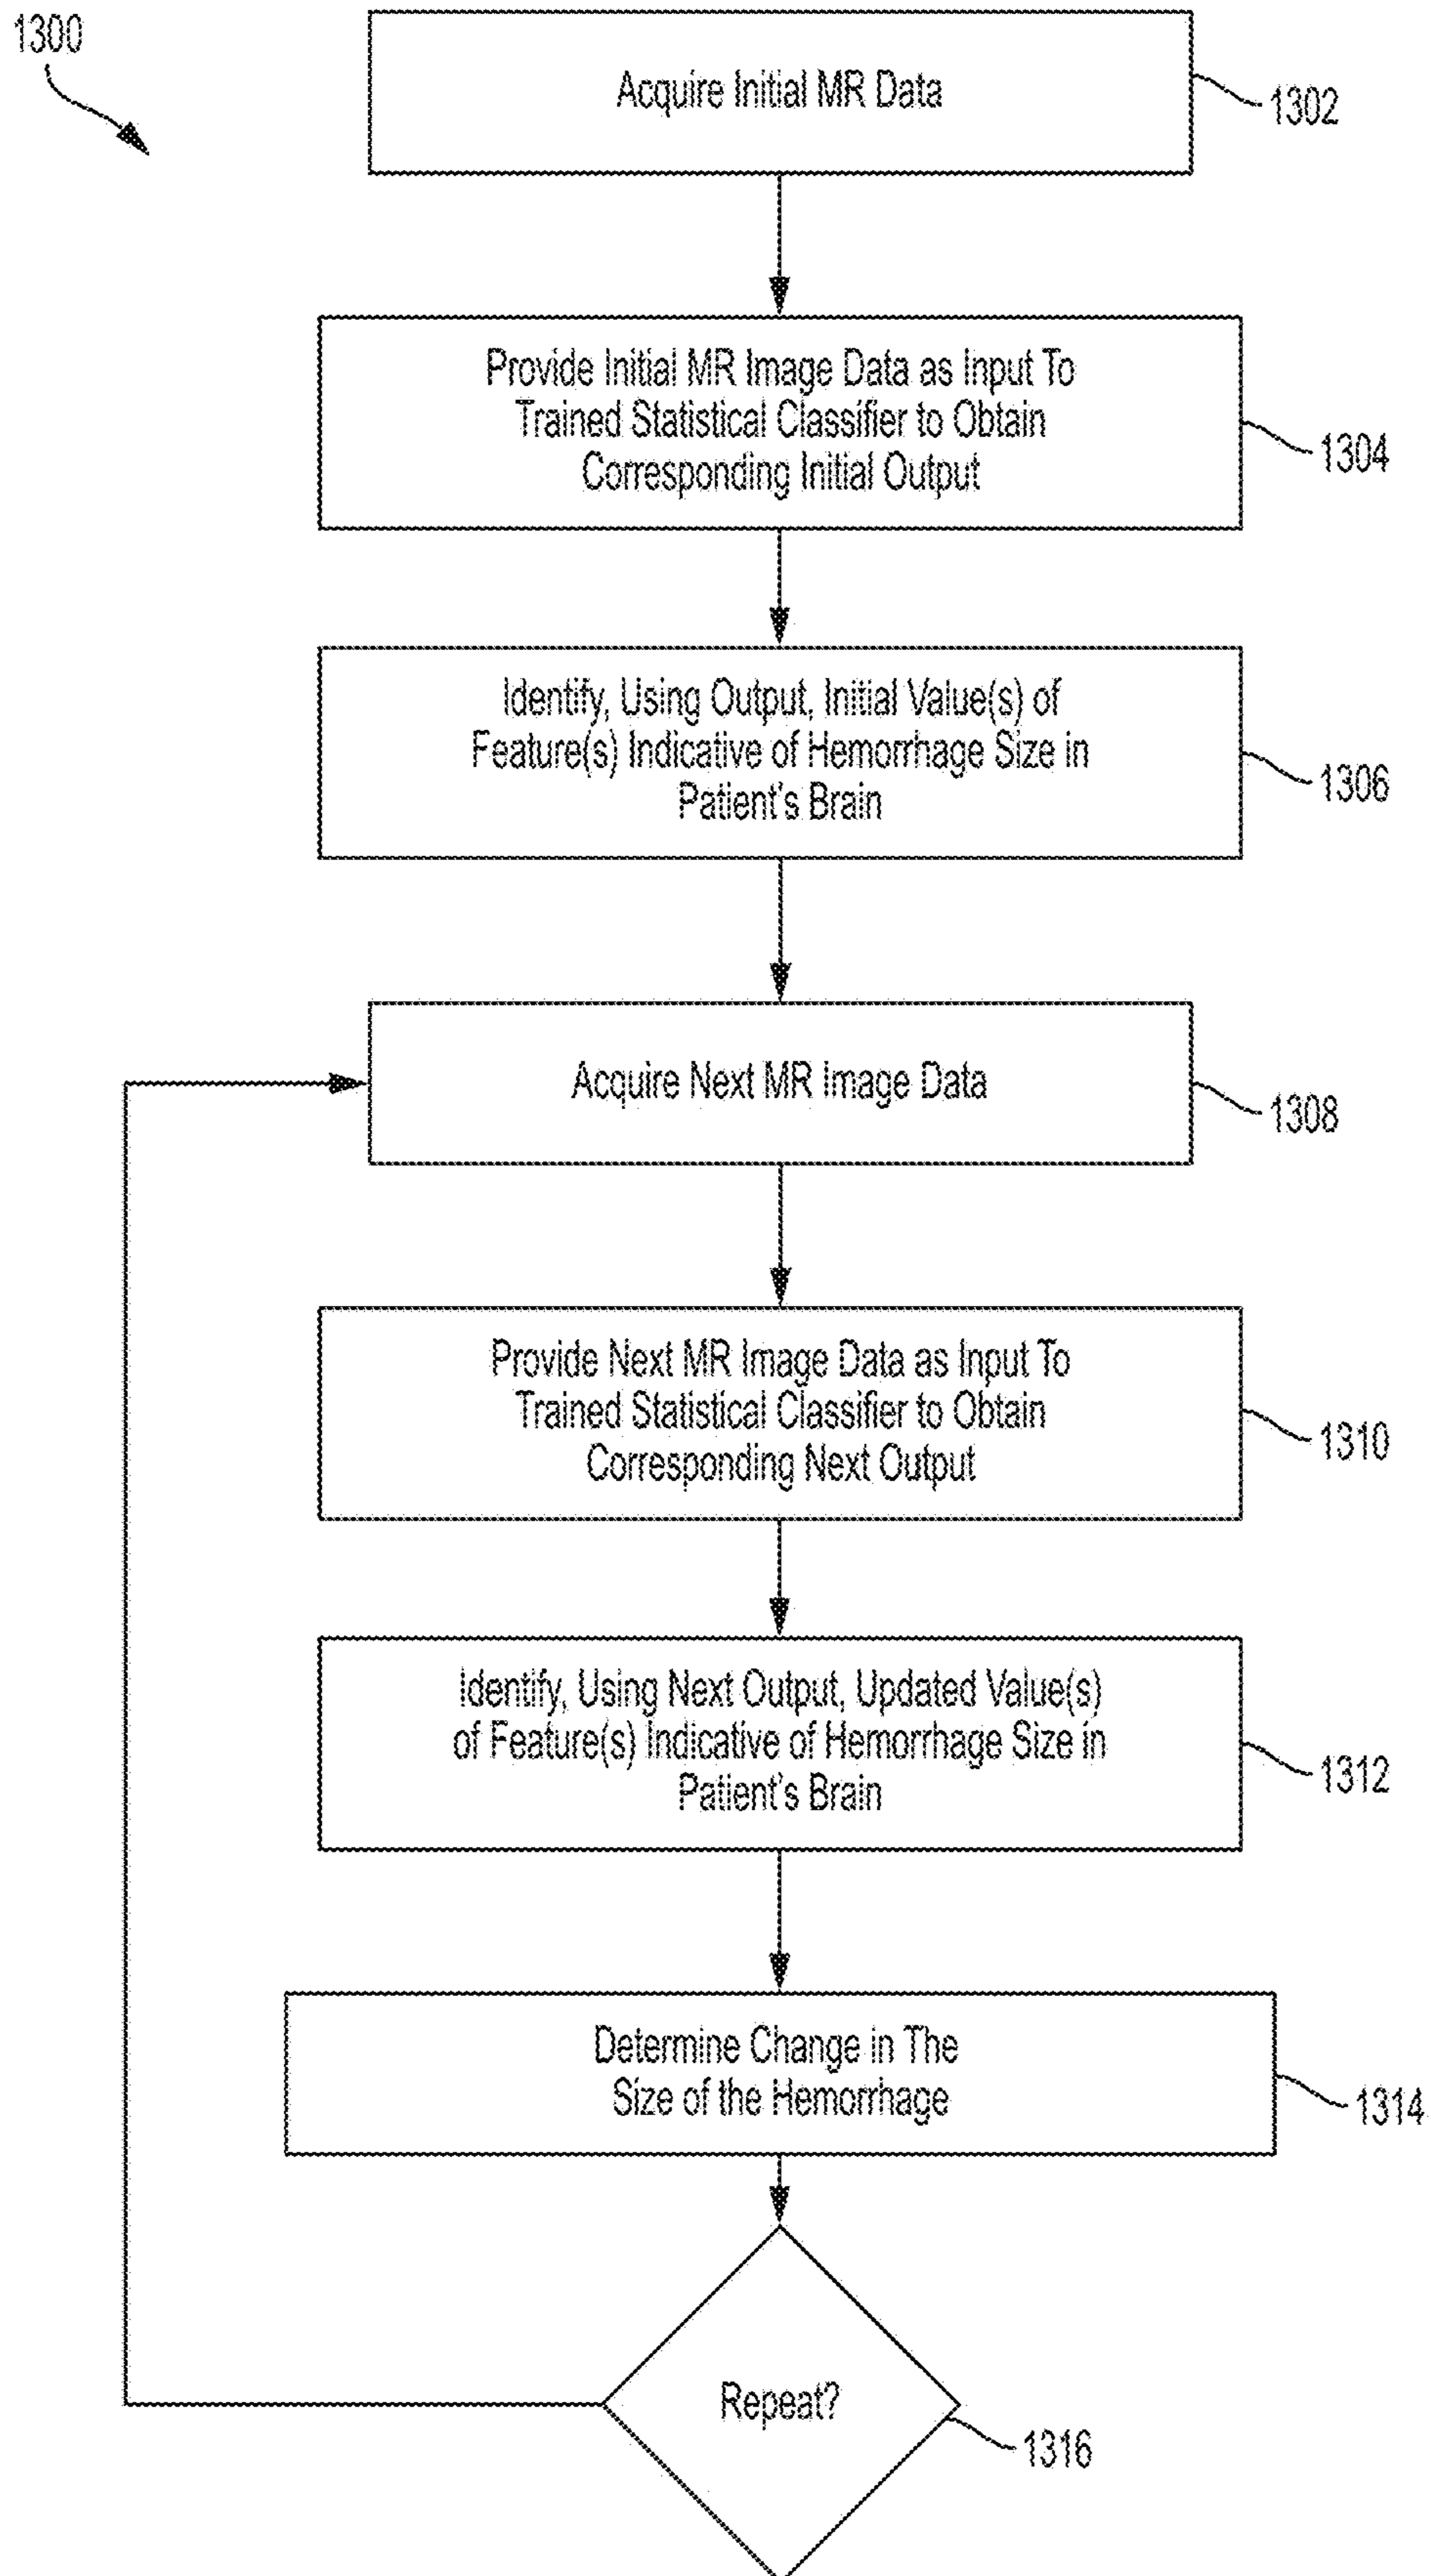 1300
Acquire Initial MR Data
1302
Provide Initial MR Image Data as Input To
Trained Statistical Classifier to Obtain
Corresponding Initial Output
1304
Identify, Using Output, Initial Value(s) of
Feature(s) Indicative of Hemorrhage Size in
Patient's Brain
1306
Acquire Next MR Image Data
1308
Provide Next MR Image Data as Input To
Trained Statistical Classifier to Obtain
Corresponding Next Output
1310
Identify, Using Next Output, Updated Value(s)
of Feature(s) Indicative of Hemorrhage Size in
Patient's Brain
1312
Determine Change in The
Size of the Hemorrhage
1314
Repeat?
1316